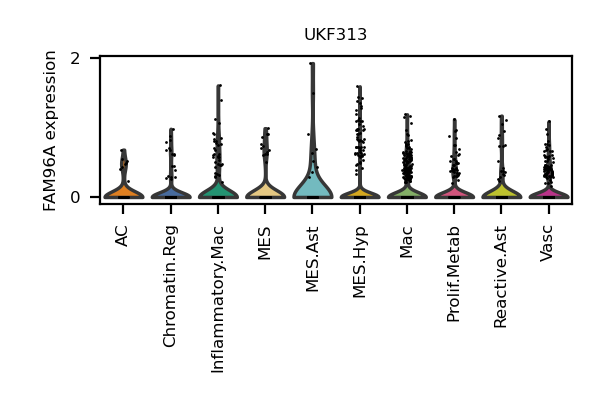 UKF313
FAM96A expression
2
0
AC
Chromatin.Reg
Inflammatory.Mac
MES
MES.Ast
MES.Hyp
Mac
Prolif.Metab
Reactive.Ast
Vasc